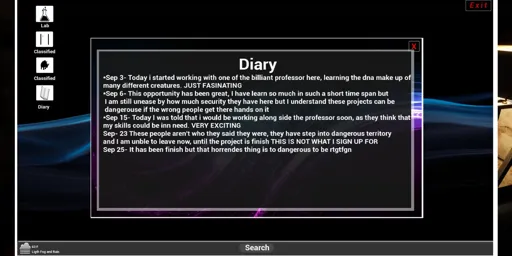 Exit
Lab
Classified
Classified
Diary
X
Diary
•Sep 3- Today i started working with one of the billiant professor here, learning the dna make up of
many different creatures. JUST FASINATING
•Sep 6- This opportunity has been great, I have learn so much in such a short time span but
I am still unease by how much security they have here but I understand these projects can be
dangerouse if the wrong people get there hands on it
•Sep 15- Today I was told that i would be working along side the professor soon, as they think that
my skills could be inn need. VERY EXCITING
Sep- 23 These people aren't who they said they were, they have step into dangerous territory
and I am unble to leave now, until the project is finish THIS IS NOT WHAT I SIGN UP FOR
Sep 25- It has been finish but that horrendes thing is to dangerous to be rtgtfgn
Search
Light Fog and Rain